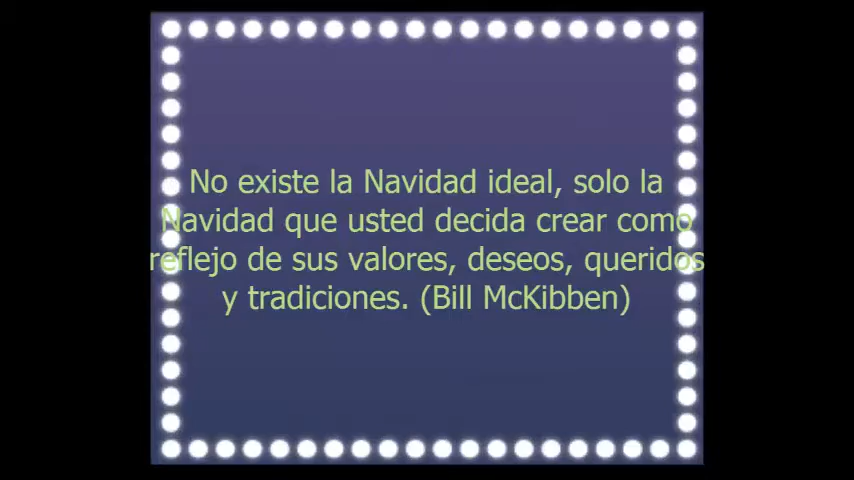 No existe la Navidad ideal, solo la
Navidad que usted decida crear como
reflejo de sus valores, deseos, queridos
y tradiciones. (Bill McKibben)